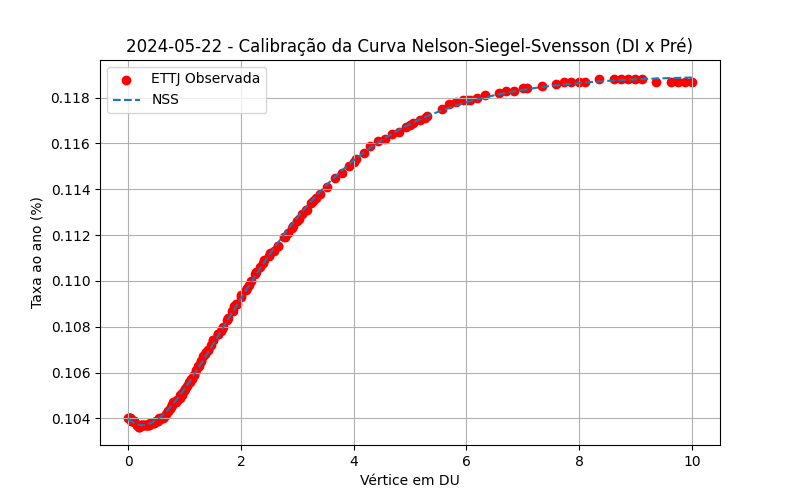 2024-05-22 - Calibração da Curva Nelson-Siegel-Svensson (DI x Pré)
ETTJ Observada
NSS
Taxa ao ano (%)
0.118
0.116
0.114
0.112
0.110
0.108
0.106
0.104
0 2 4 6 8 10
Vértice em DU